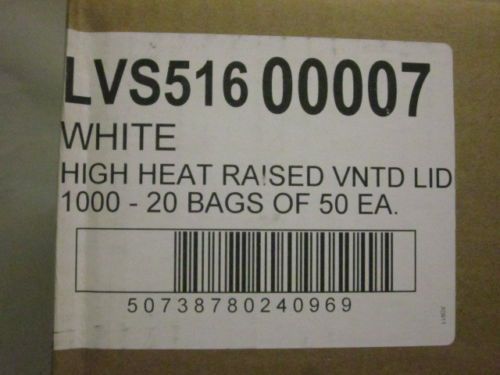 LVS516 00007
WHITE
HIGH HEAT RA!SED VNTD LID
1000 - 20 BAGS OF 50 EA.
50738780240969